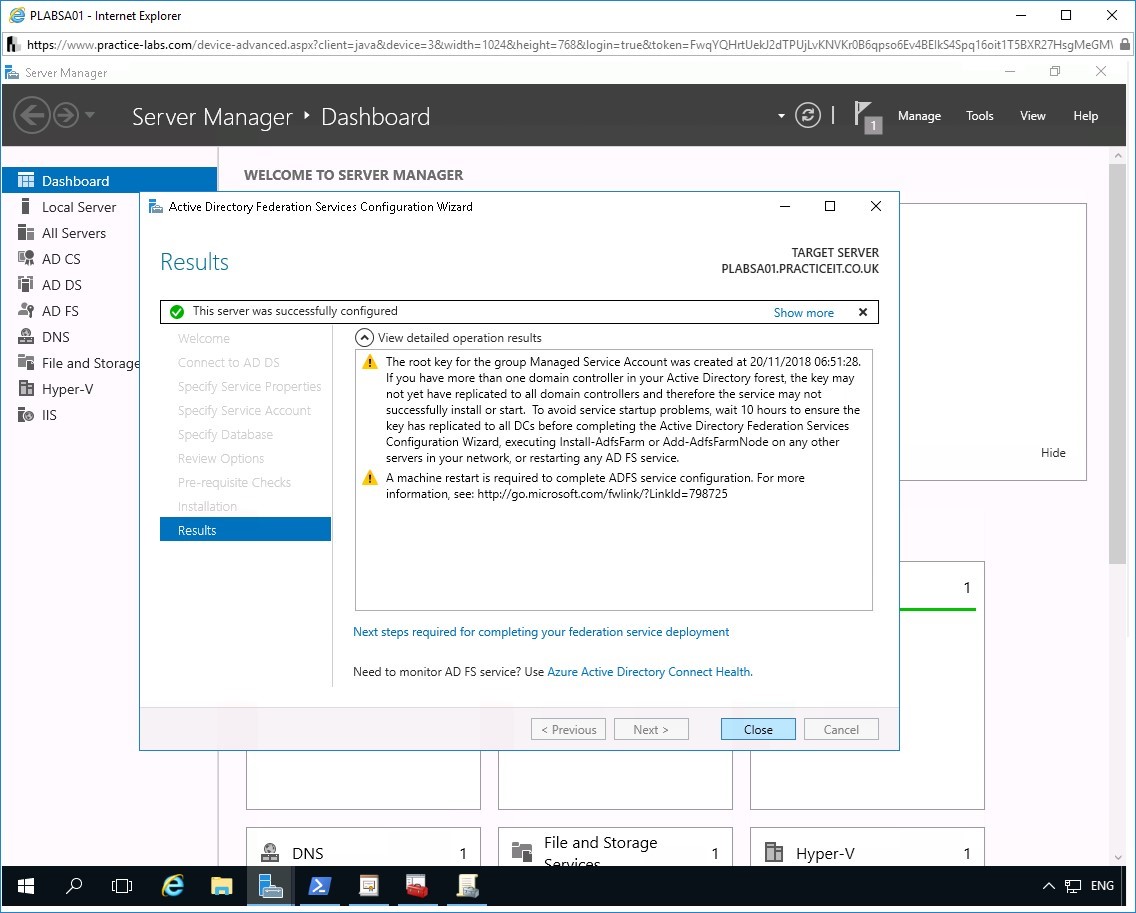 PLABSA01 - Internet Explorer
https://www.practice-labs.com/device-advanced.aspx?client=java&device=3&width=1024&height=768&login=true&token=
Server Manager
Server Manager Dashboard
1
Manage
Tools
View
Help
Dashboard
Local Server
All Servers
AD CS
AD DS
AD FS
DNS
File and Storage
Hyper-V
IIS
WELCOME TO SERVER MANAGER
Hide
Active Directory Federation Services Configuration Wizard
Results
TARGET SERVER
PLABSA01.PRACTICEIT.CO.UK
This server was successfully configured
Show more
Welcome
Connect to AD DS
Specify Service Properties
Specify Service Account
Specify Database
Review Options
Pre-requisite Checks
Installation
Results
View detailed operation results
The root key for the group Managed Service Account was created at 20/11/2018 06:51:28.
If you have more than one domain controller in your Active Directory forest, the key may
not yet have replicated to all domain controllers and therefore the service may not
successfully install or start. To avoid service startup problems, wait 10 hours to ensure the
key has replicated to all DCs before completing the Active Directory Federation Services
Configuration Wizard, executing Install-AdfsFarm or Add-AdfsFarmNode on any other
servers in your network, or restarting any AD FS service.
A machine restart is required to complete ADFS service configuration. For more
information, see: http://go.microsoft.com/fwlink/?LinkId=798725
Next steps required for completing your federation service deployment
Need to monitor AD FS service? Use Azure Active Directory Connect Health.
< Previous
Next >
Close
Cancel
1
DNS
1
File and Storage
Services
1
Hyper-V
1
ENG